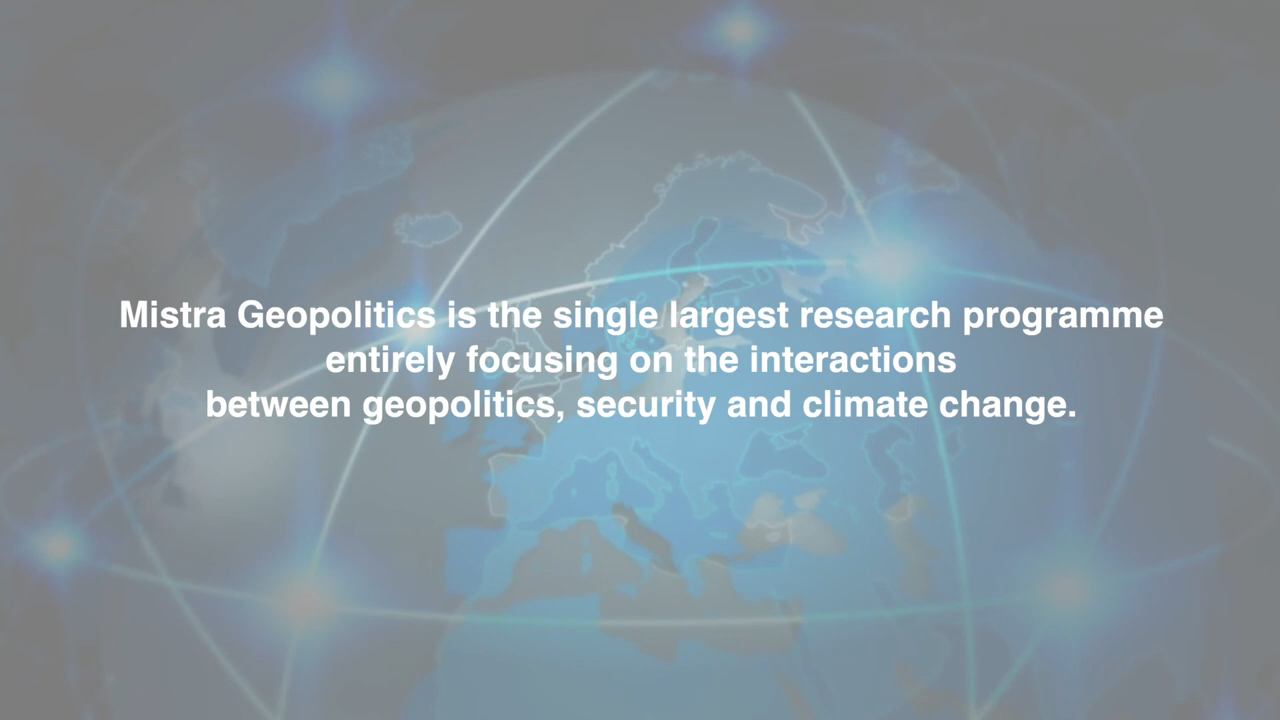 Mistra Geopolitics is the single largest research programme
entirely focusing on the interactions
between geopolitics, security and climate change.